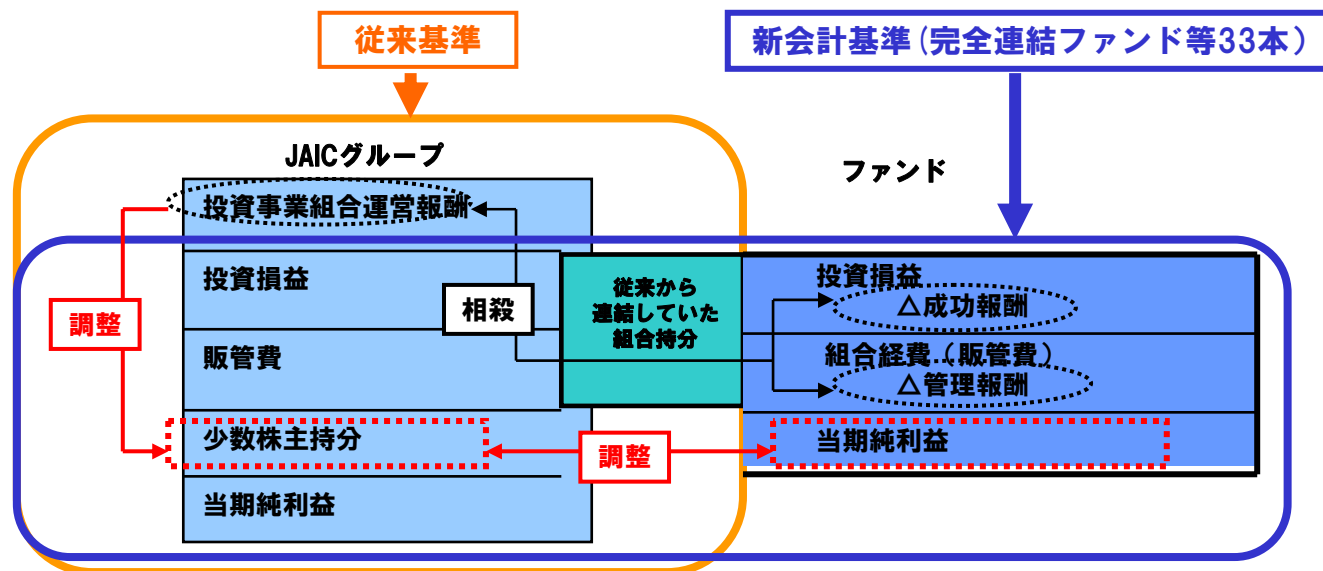 従来基準
新会計基準(完全連結ファンド等33本)
JAICグループ
ファンド
投資事業組合運営報酬
投資損益
販管費
少数株主持分
当期純利益
調整
相殺
従来から
連結していた
組合持分
投資損益
△成功報酬
組合経費(販管費)
△管理報酬
当期純利益
調整